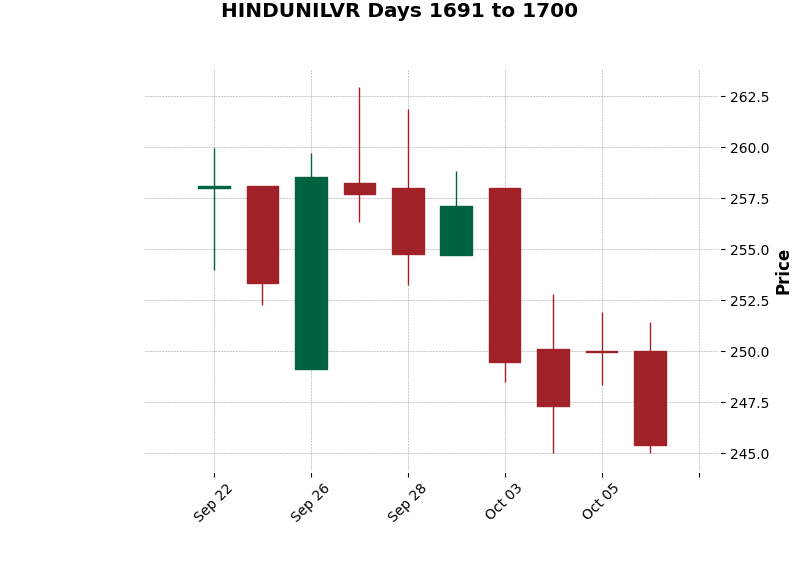 HINDUNILVR Days 1691 to 1700
262.5
260.0
257.5
255.0
252.5
250.0
247.5
245.0
Price
Sep 22
Sep 26
Sep 28
Oct 03
Oct 05